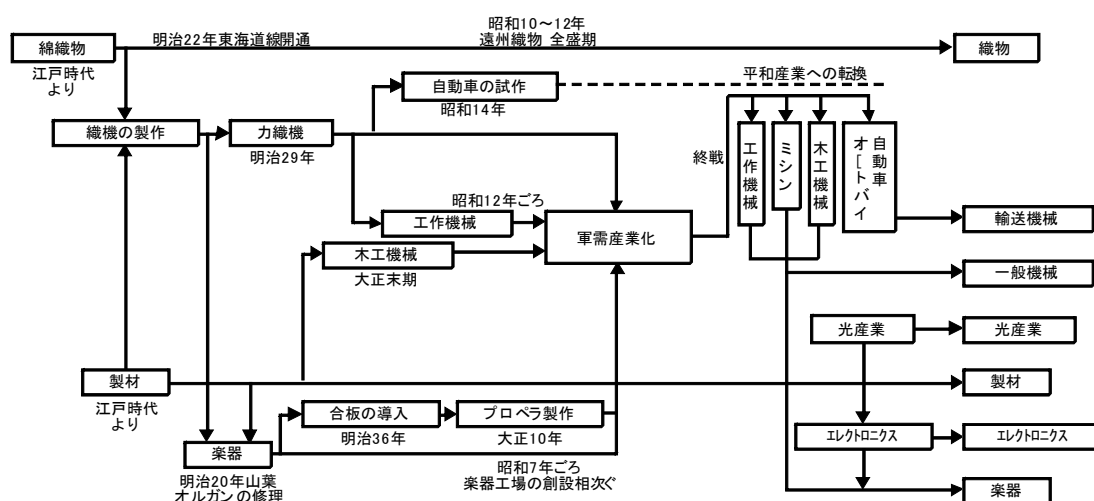 昭和10～12年
明治22年東海道線開通
遠州織物 全盛期
綿織物
織物
江戸時代
より
自動車の試作
平和産業への転換
昭和14年
織機の製作
力織機
明治29年
終戦
工作機械
ミシン
木工機械
自動車
オートバイ
昭和12年ごろ
工作機械
軍需産業化
輸送機械
木工機械
大正末期
一般機械
光産業
光産業
製材
製材
江戸時代
より
合板の導入
プロペラ製作
明治36年
大正10年
エレクトロニクス
エレクトロニクス
楽器
昭和7年ごろ
楽器工場の創設相次ぐ
明治20年山葉
オルガンの修理
楽器